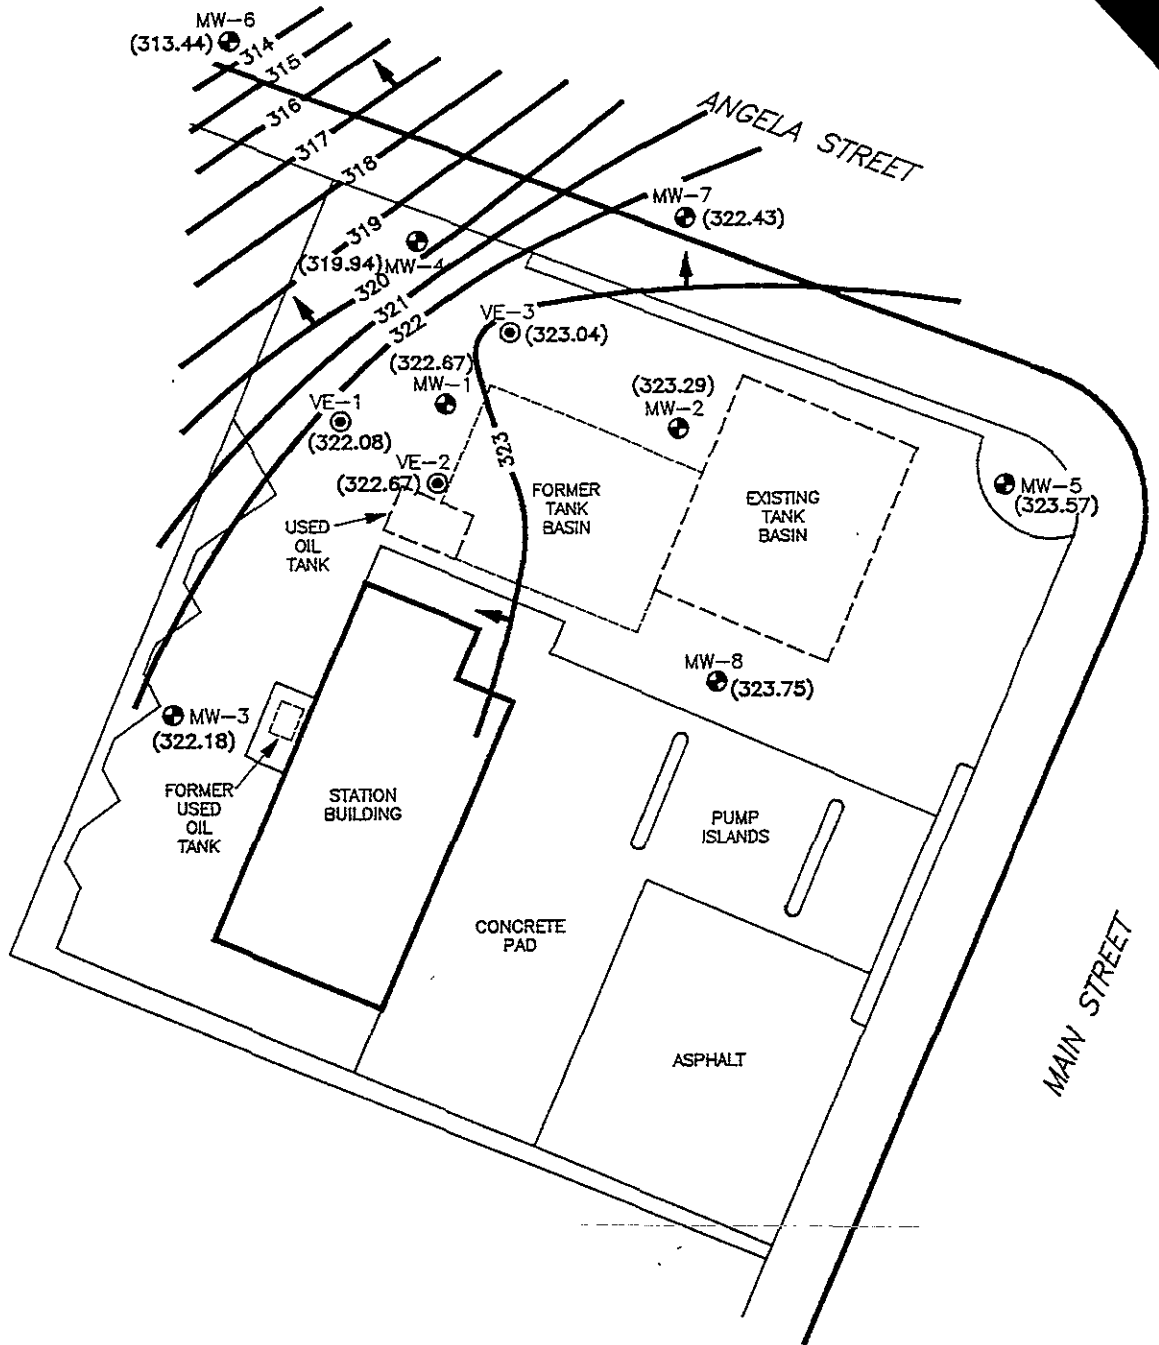 MW-6
(313.44)
314
315
316
317
318
319
320
321
322
ANGELA STREET
MW-7
(322.43)
(319.94) MW-4
VE-3
(323.04)
(322.67)
MW-1
(323.29)
MW-2
VE-1
(322.08)
323
VE-2
(322.67)
MW-5
(323.57)
FORMER
TANK
BASIN
EXISTING
TANK
BASIN
USED
OIL
TANK
MW-8
(323.75)
MW-3
(322.18)
FORMER
USED
OIL
TANK
STATION
BUILDING
PUMP
ISLANDS
CONCRETE
PAD
ASPHALT
MAIN STREET